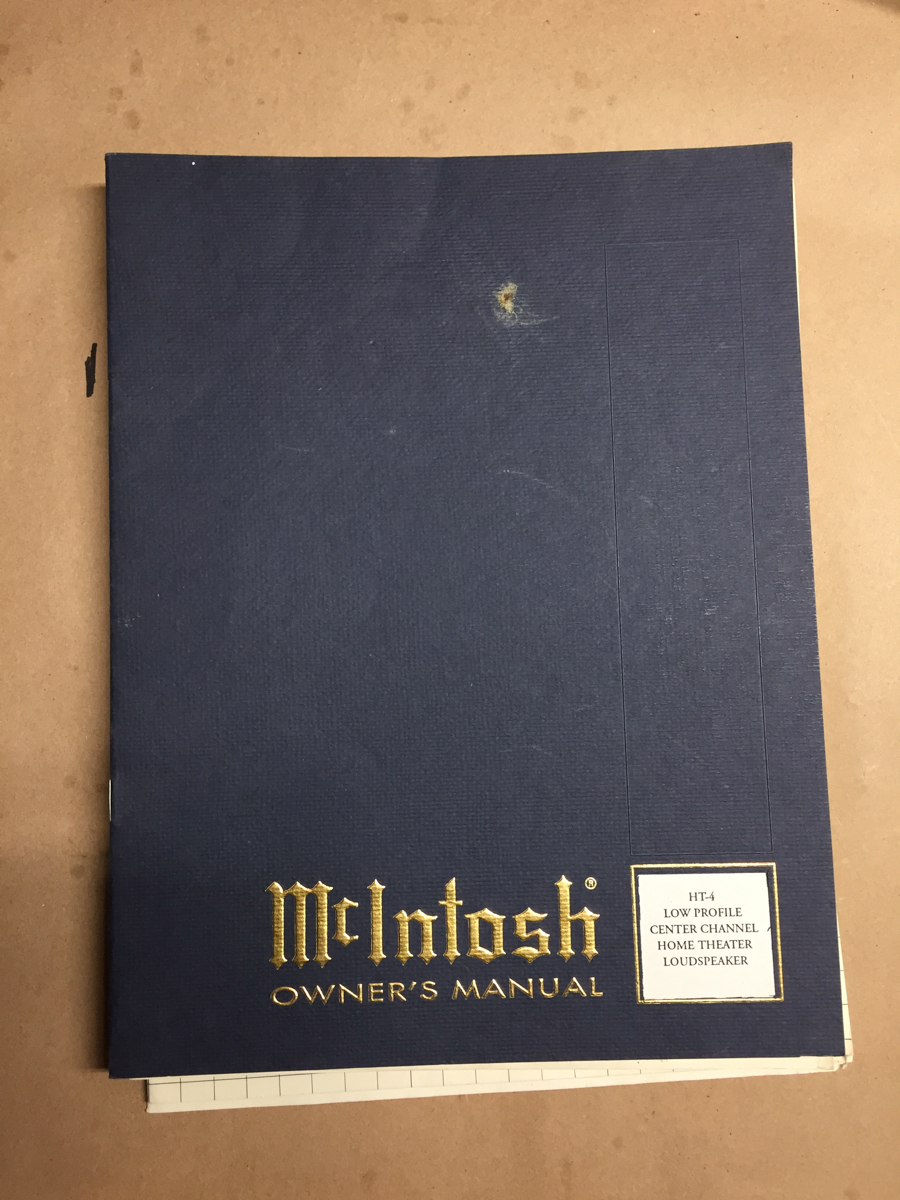 McIntosh®
OWNER'S MANUAL
HT-4
LOW PROFILE
CENTER CHANNEL
HOME THEATER
LOUDSPEAKER